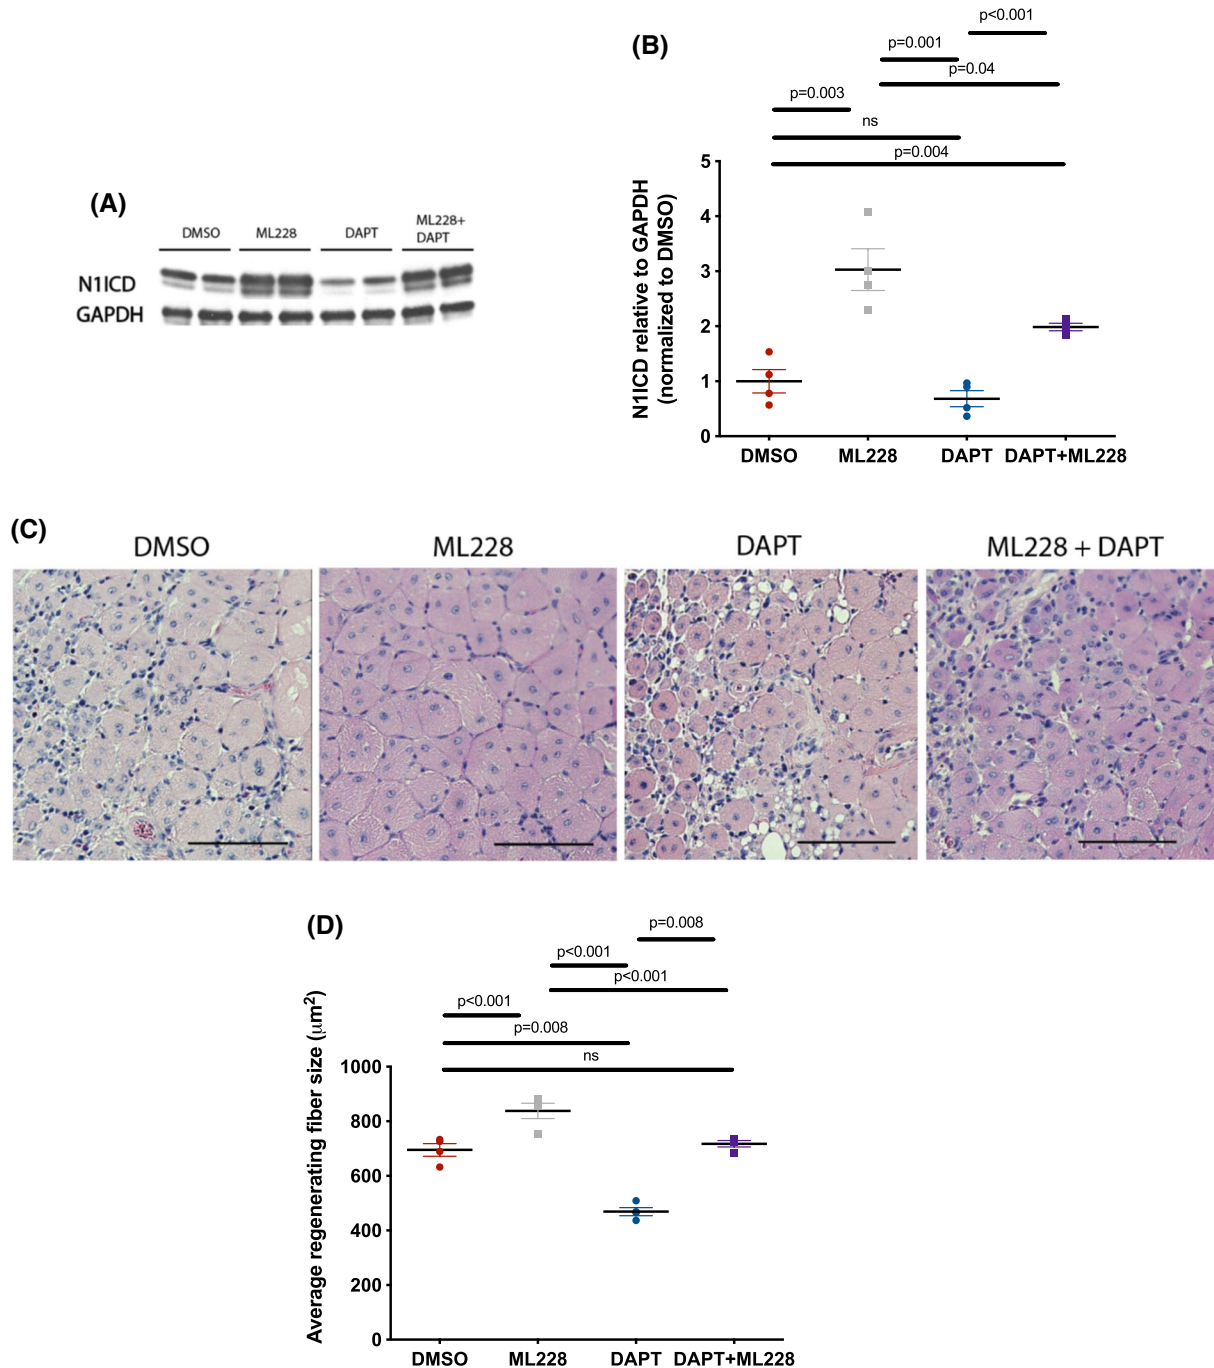 (A)
DMSO ML228 DAPT ML228+
DAPT
N1ICD
GAPDH
(B)
p<0.001
p=0.001
p=0.04
p=0.003
ns
p=0.004
N1ICD relative to GAPDH
(normalized to DMSO)
5
4
3
2
1
0
DMSO ML228 DAPT DAPT+ML228
(C)
DMSO ML228 DAPT ML228 + DAPT
(D)
p=0.008
p<0.001
p<0.001
p<0.001
p=0.008
ns
Average regenerating fiber size (μm²)
1000
800
600
400
200
0
DMSO ML228 DAPT DAPT+ML228